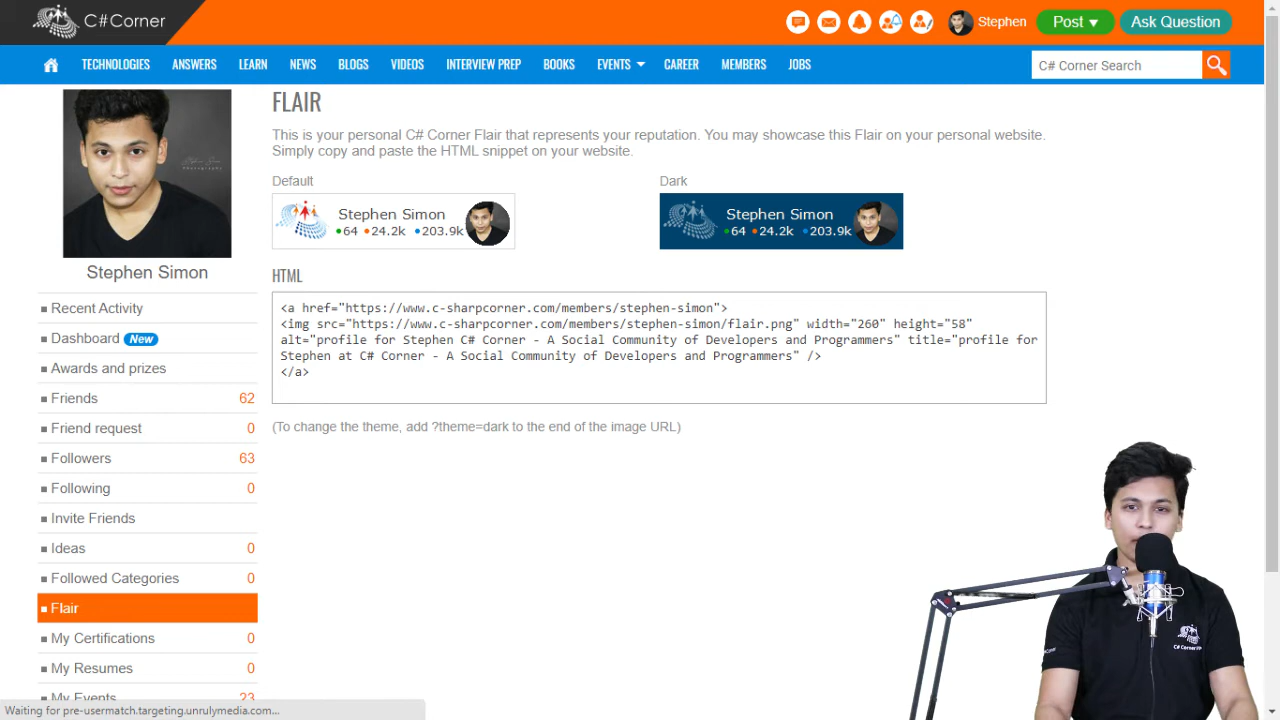 C#Corner
Stephen
Post
Ask Question
TECHNOLOGIES
ANSWERS
LEARN
NEWS
BLOGS
VIDEOS
INTERVIEW PREP
BOOKS
EVENTS
CAREER
MEMBERS
JOBS
C# Corner Search
Stephen Simon
Recent Activity
Dashboard New
Awards and prizes
Friends 62
Friend request 0
Followers 63
Following 0
Invite Friends
Ideas 0
Followed Categories 0
Flair
My Certifications 0
My Resumes 0
My Events 23
FLAIR
This is your personal C# Corner Flair that represents your reputation. You may showcase this Flair on your personal website.
Simply copy and paste the HTML snippet on your website.
Default
Stephen Simon
64 24.2k 203.9k
Dark
Stephen Simon
64 24.2k 203.9k
HTML
<a href="https://www.c-sharpcorner.com/members/stephen-simon">
<img src="https://www.c-sharpcorner.com/members/stephen-simon/flair.png" width="260" height="58"
alt="profile for Stephen C# Corner - A Social Community of Developers and Programmers" title="profile for
Stephen at C# Corner - A Social Community of Developers and Programmers" />
</a>
(To change the theme, add ?theme=dark to the end of the image URL)
Waiting for pre-usermatch.targeting.unrulymedia.com...